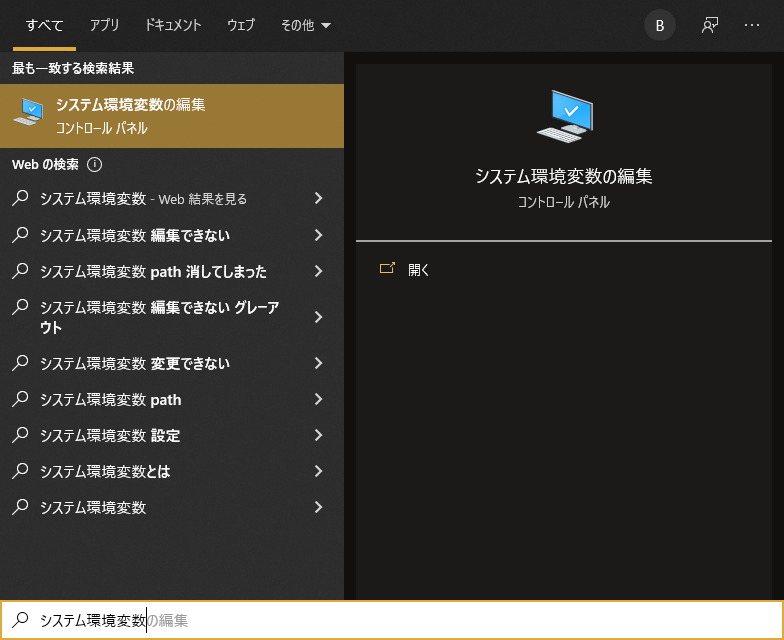 すべて アプリ ドキュメント ウェブ その他 B ...
最も一致する検索結果
システム環境変数の編集
コントロール パネル
Web の検索
システム環境変数 - Web 結果を見る
システム環境変数 編集できない
システム環境変数 path 消してしまった
システム環境変数 編集できない グレーア
ウト
システム環境変数 変更できない
システム環境変数 path
システム環境変数 設定
システム環境変数とは
システム環境変数
システム環境変数の編集
コントロール パネル
開く
システム環境変数の編集